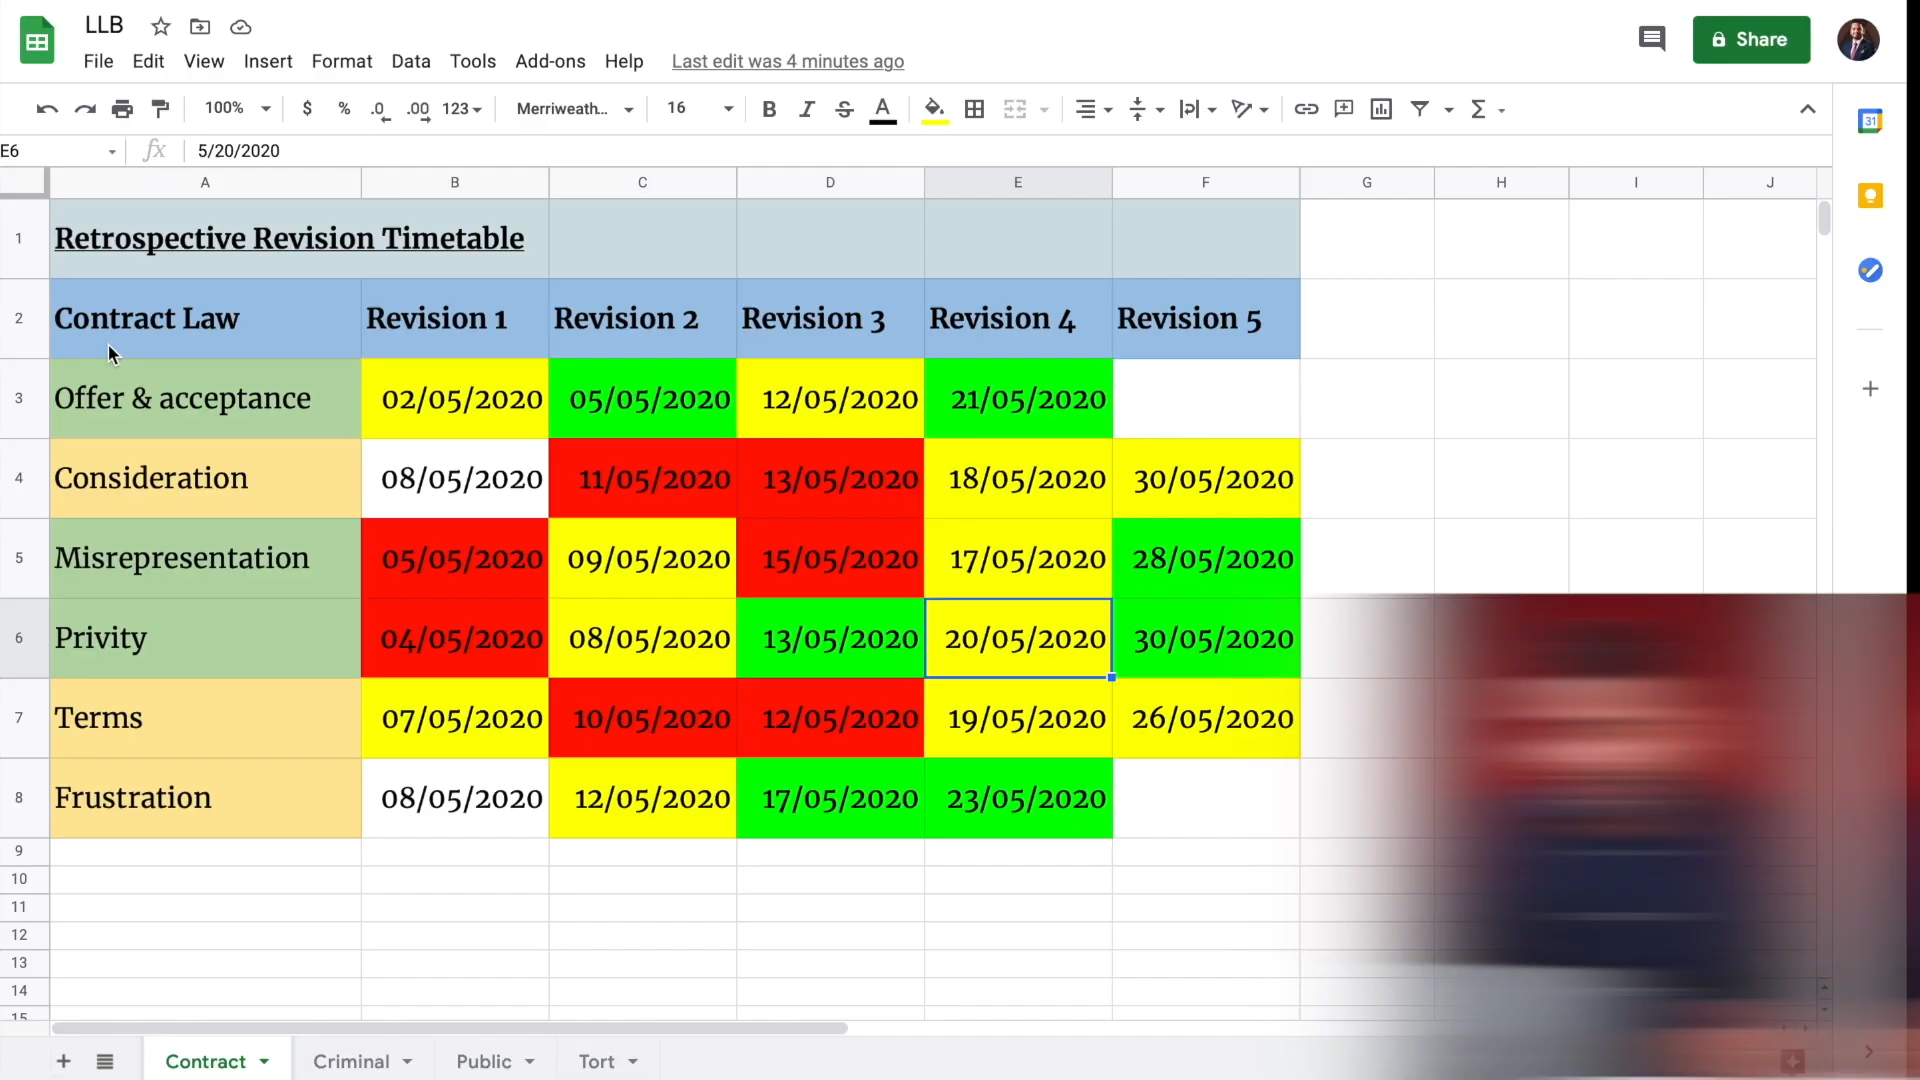 LLB
File Edit View Insert Format Data Tools Add-ons Help Last edit was 4 minutes ago
Share
100% $ % .0 .00 123 Merriweath... 16 B I S A Σ
31
E6 fx 5/20/2020
A B C D E F G H I J
1 Retrospective Revision Timetable
2 Contract Law Revision 1 Revision 2 Revision 3 Revision 4 Revision 5
3 Offer & acceptance 02/05/2020 05/05/2020 12/05/2020 21/05/2020
4 Consideration 08/05/2020 11/05/2020 13/05/2020 18/05/2020 30/05/2020
5 Misrepresentation 05/05/2020 09/05/2020 15/05/2020 17/05/2020 28/05/2020
6 Privity 04/05/2020 08/05/2020 13/05/2020 20/05/2020 30/05/2020
7 Terms 07/05/2020 10/05/2020 12/05/2020 19/05/2020 26/05/2020
8 Frustration 08/05/2020 12/05/2020 17/05/2020 23/05/2020
9
10
11
12
13
14
15
Contract Criminal Public Tort